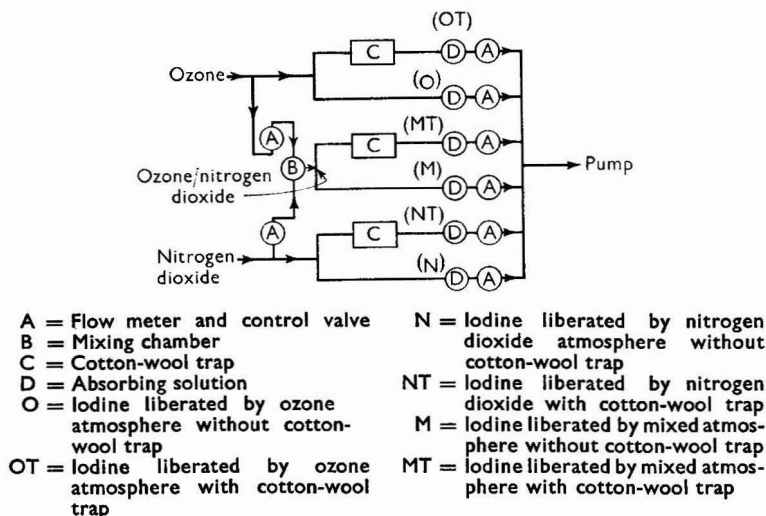 (OT)
C
D
A
Ozone
(O)
D
A
A
(MT)
C
D
A
B
Pump
Ozone/nitrogen
dioxide
(M)
D
A
(NT)
A
C
D
A
Nitrogen
dioxide
(N)
D
A
A = Flow meter and control valve
B = Mixing chamber
C = Cotton-wool trap
D = Absorbing solution
O = Iodine liberated by ozone
atmosphere without cotton-
wool trap
OT = Iodine liberated by ozone
atmosphere with cotton-wool
trap
N = Iodine liberated by nitrogen
dioxide atmosphere without
cotton-wool trap
NT = Iodine liberated by nitrogen
dioxide with cotton-wool trap
M = Iodine liberated by mixed atmos-
phere without cotton-wool trap
MT = Iodine liberated by mixed atmos-
phere with cotton-wool trap